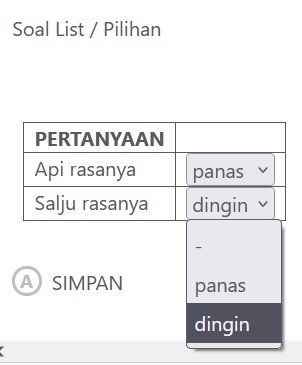 Soal List / Pilihan
PERTANYAAN
Api rasanya panas
Salju rasanya dingin
-
panas
dingin
A SIMPAN